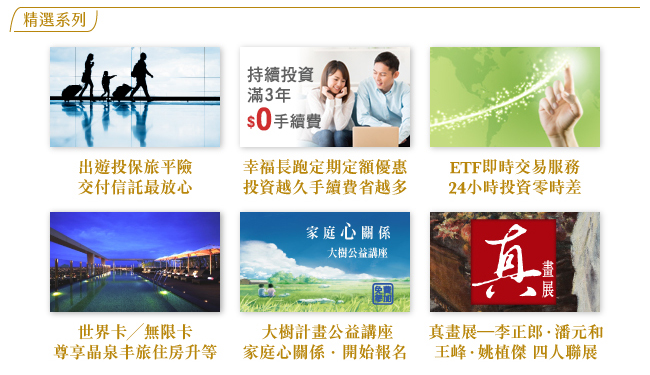 精選系列
持續投資
滿3年
$0手續費
出遊投保旅平險
交付信託最放心
幸福長跑定期定額優惠
投資越久手續費省越多
ETF即時交易服務
24小時投資零時差
家庭心關係
大樹公益講座
免費參加
真畫展
世界卡╱無限卡
尊享晶泉丰旅住房升等
大樹計畫公益講座
家庭心關係．開始報名
真畫展—李正郎·潘元和
王峰·姚植傑 四人聯展